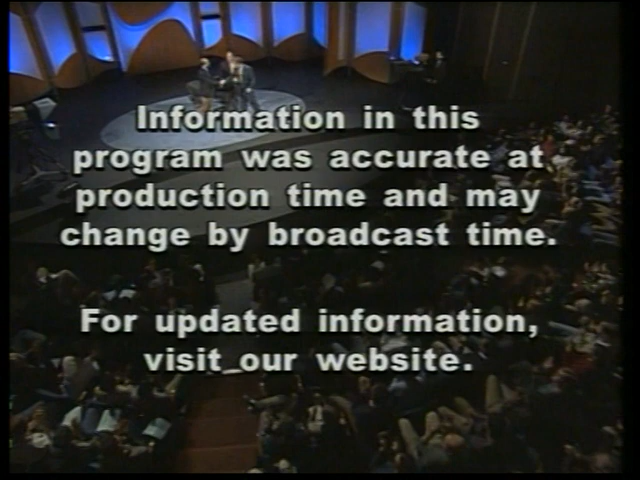 Information in this
program was accurate at
production time and may
change by broadcast time.
For updated information,
visit our website.